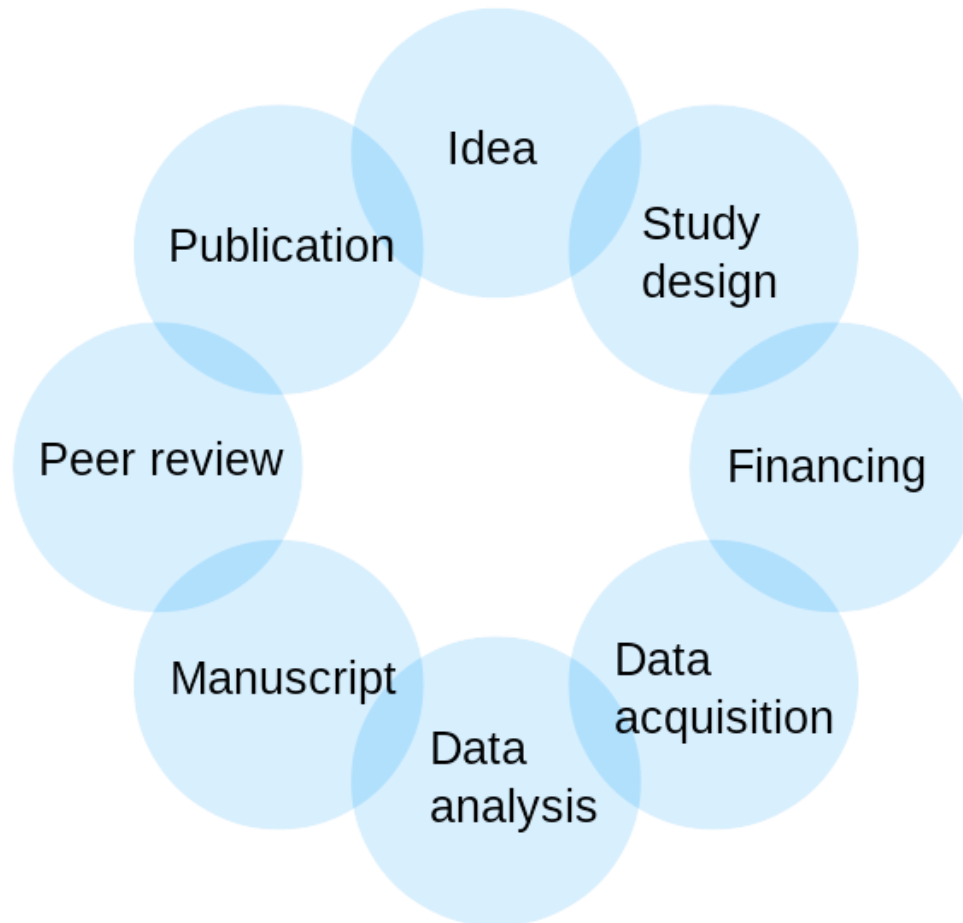 Idea
Study
design
Financing
Data
acquisition
Data
analysis
Manuscript
Peer review
Publication